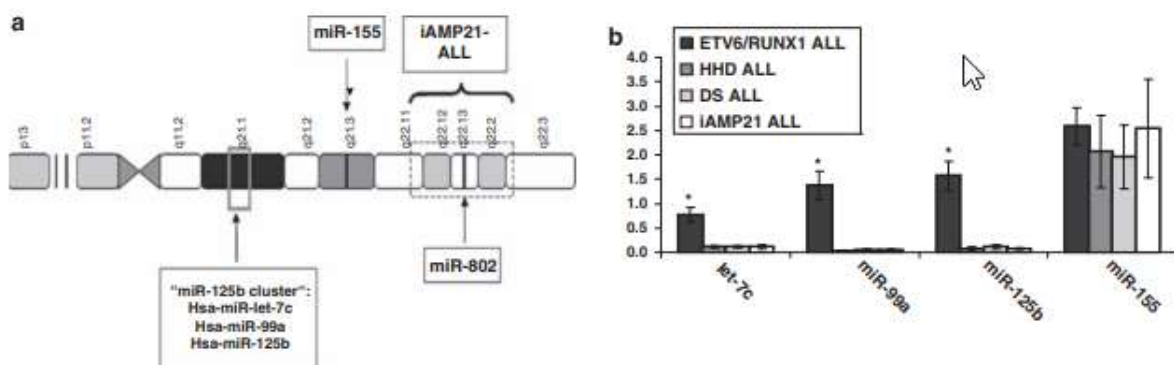 a
miR-155
iAMP21-
ALL
p13
p11.2
q11.2
q21.1
q21.2
q21.3
q22.11
q22.12
q22.13
q22.2
q22.3
miR-802
"miR-125b cluster":
Hsa-miR-let-7c
Hsa-miR-99a
Hsa-miR-125b
b
ETV6/RUNX1 ALL
HHD ALL
DS ALL
iAMP21 ALL
4.0
3.5
3.0
2.5
2.0
1.5
1.0
0.5
0.0
*
*
*
let-7c
miR-99a
miR-125b
miR-155